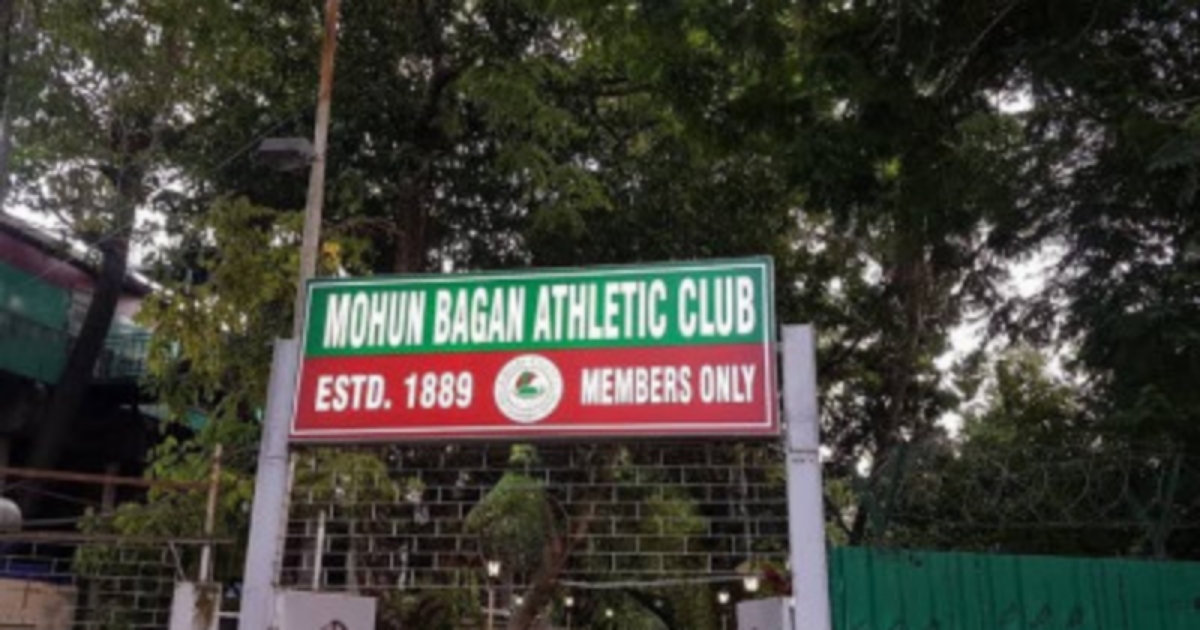 MOHUN BAGAN ATHLETIC CLUB
ESTD. 1889 MEMBERS ONLY